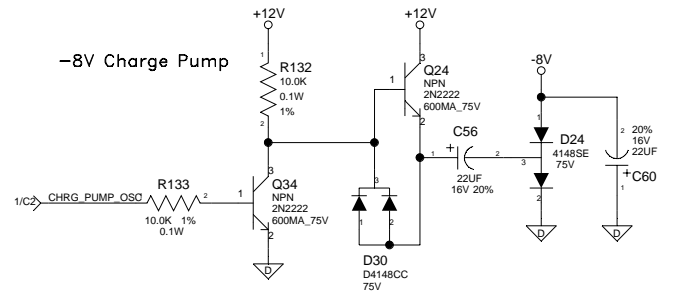 -8V Charge Pump
+12V
1
R132
10.0K
0.1W
1%
2
+12V
3
1
Q24
NPN
2N2222
600MA_75V
2
-8V
C56
1
+
2
22UF
16V 20%
1
D24
4148SE
75V
3
2
2
20%
16V
22UF
+
C60
1
D
D
1/C2
CHRG_PUMP_OSC
R133
1
2
10.0K 1%
0.1W
3
1
Q34
NPN
2N2222
600MA_75V
2
D
3
1
2
D30
D4148CC
75V